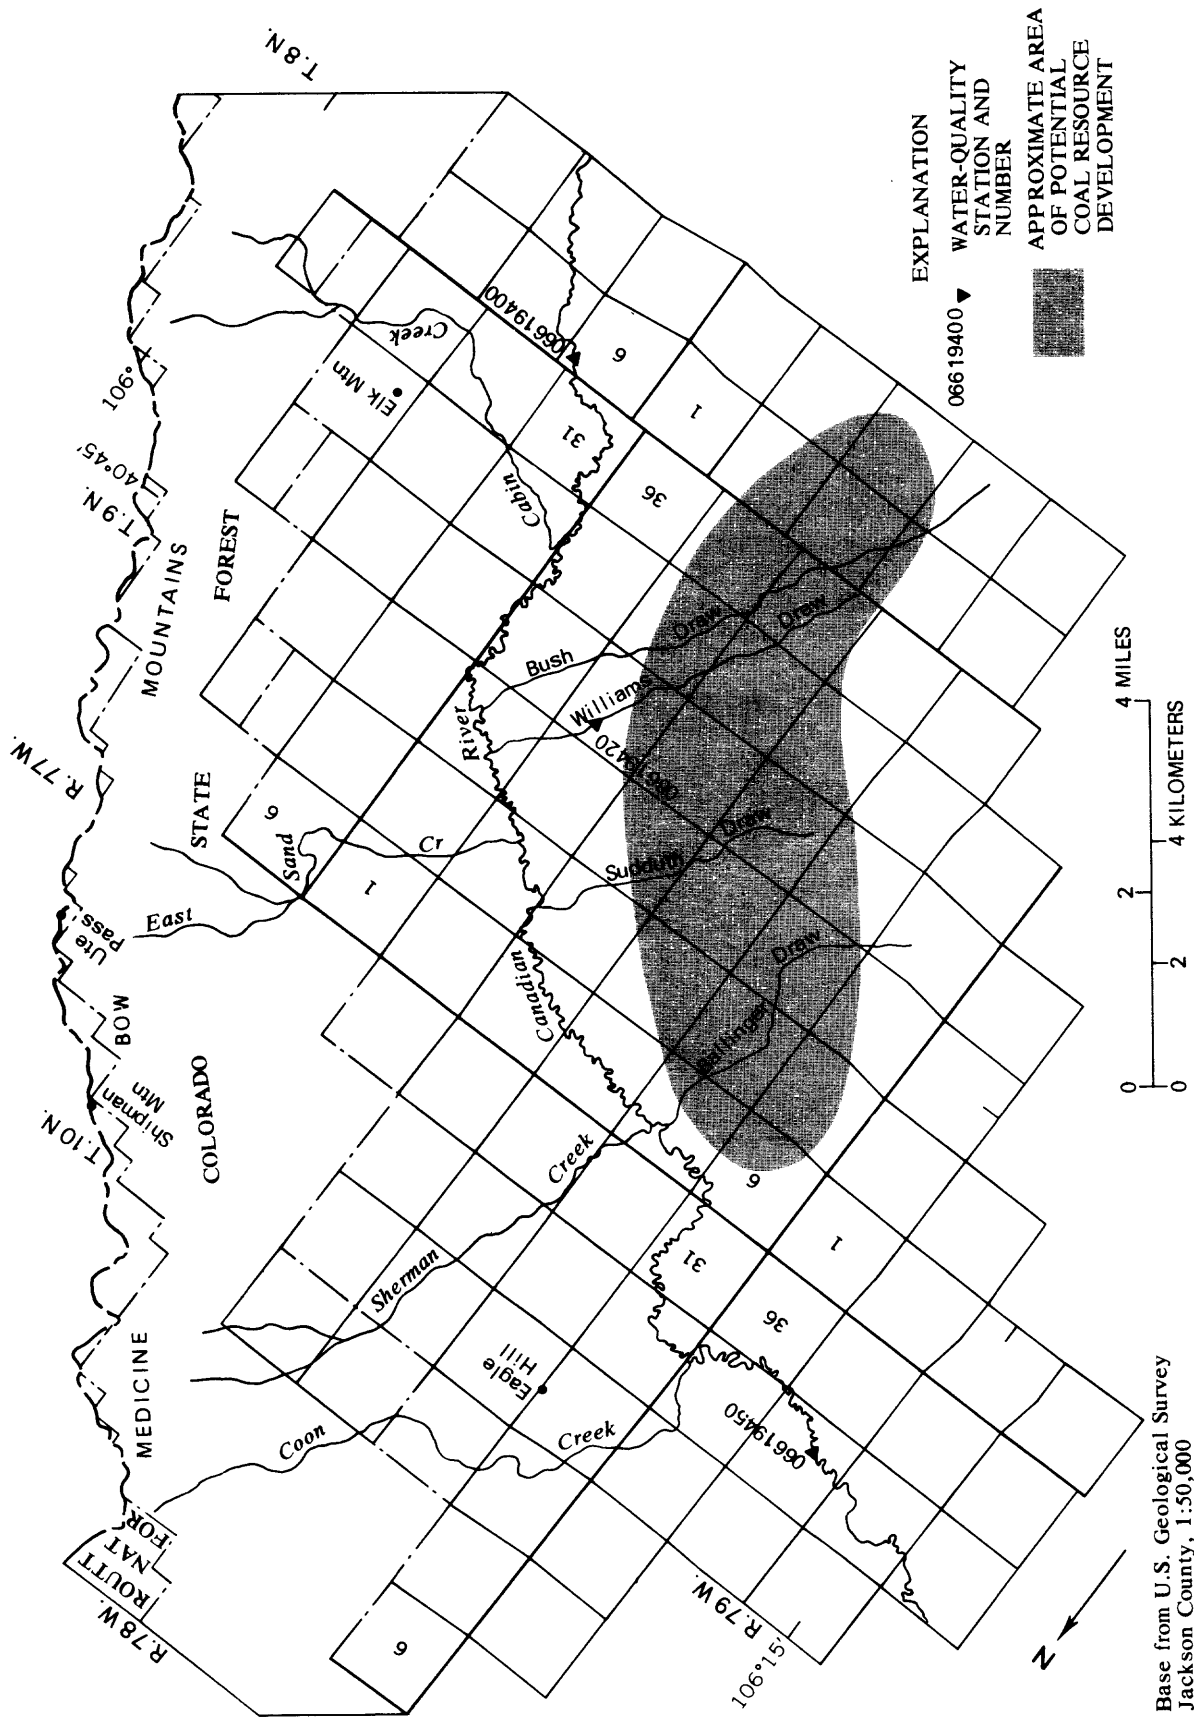 T.8N.
106°
40°45'
T.9N.
R.77W.
T.10N.
R.78W.
R.79W.
106°15'
MEDICINE
BOW
MOUNTAINS
COLORADO
STATE
FOREST
ROUTT
NAT
FOR
Ute
Pass
Shipman
Mtn
Elk Mtn
Eagle
Hill
Coon
Creek
Sherman
Creek
East
Sand
Cr
Cabin
Creek
Canadian
River
Bush
Draw
Williams
Draw
Sudduth
Draw
Ballinger
Draw
06619400
06619420
06619450
6
1
31
36
6
1
6
31
36
1
6
EXPLANATION
06619400
WATER-QUALITY
STATION AND
NUMBER
APPROXIMATE AREA
OF POTENTIAL
COAL RESOURCE
DEVELOPMENT
0 2 4 MILES
0 2 4 KILOMETERS
N
Base from U.S. Geological Survey
Jackson County, 1:50,000